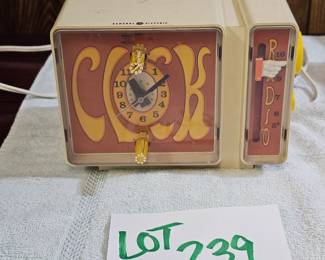 GENERAL ELECTRIC
CLOCK
RADIO
LOT 239